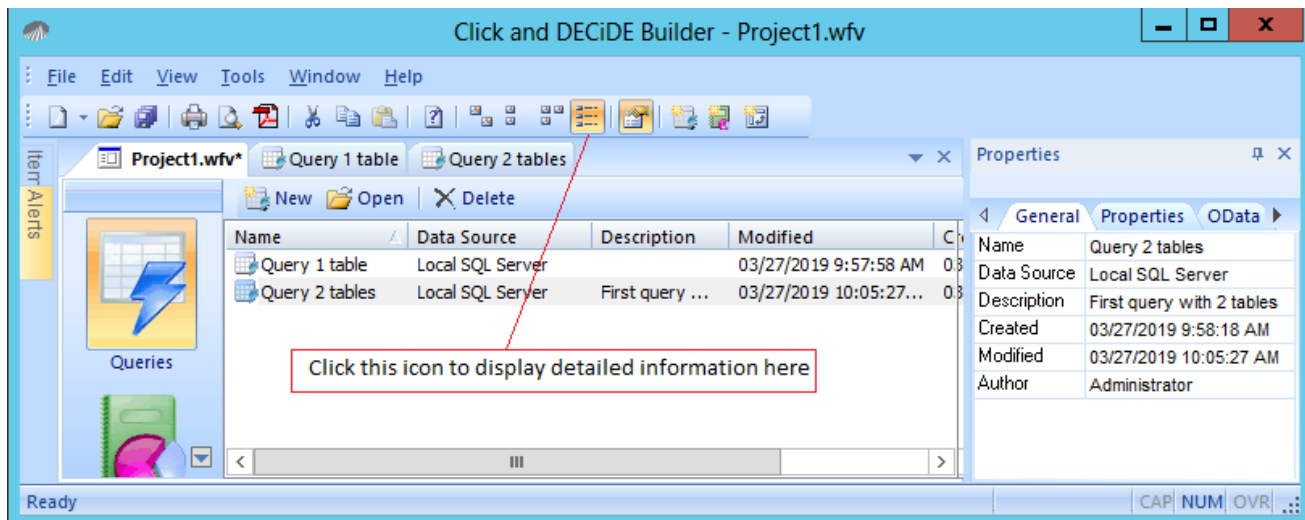 Click and DECiDE Builder - Project1.wfv
File Edit View Tools Window Help
Item Alerts
Project1.wfv* Query 1 table Query 2 tables
New Open Delete
Name Data Source Description Modified
Query 1 table Local SQL Server 03/27/2019 9:57:58 AM 03
Query 2 tables Local SQL Server First query ... 03/27/2019 10:05:27... 03
Queries
Click this icon to display detailed information here
Properties
General Properties OData
Name Query 2 tables
Data Source Local SQL Server
Description First query with 2 tables
Created 03/27/2019 9:58:18 AM
Modified 03/27/2019 10:05:27 AM
Author Administrator
Ready
CAP NUM OVR